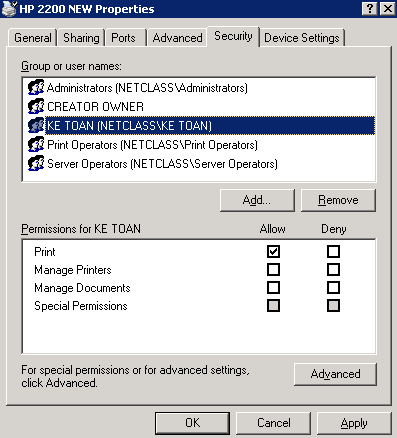 HP 2200 NEW Properties
General Sharing Ports Advanced Security Device Settings
Group or user names:
Administrators (NETCLASS\Administrators)
CREATOR OWNER
KE TOAN (NETCLASS\KE TOAN)
Print Operators (NETCLASS\Print Operators)
Server Operators (NETCLASS\Server Operators)
Add... Remove
Permissions for KE TOAN Allow Deny
Print
Manage Printers
Manage Documents
Special Permissions
For special permissions or for advanced settings,
click Advanced.
Advanced
OK Cancel Apply